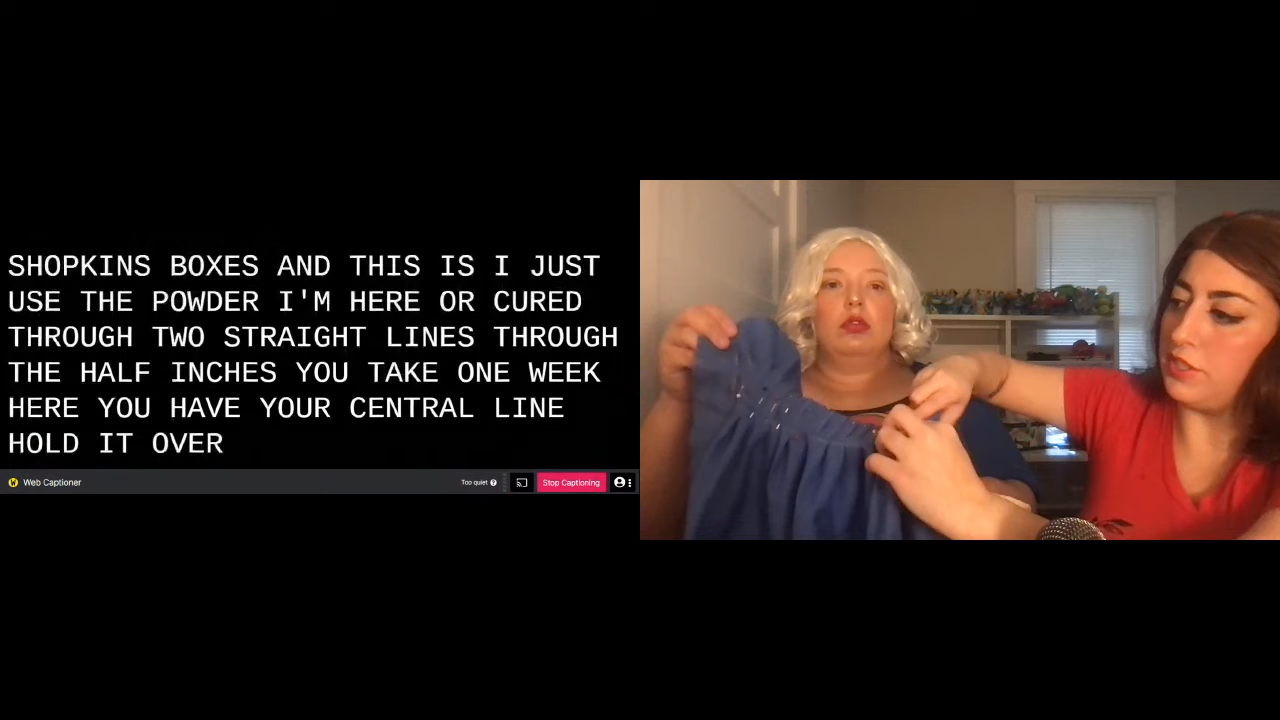 SHOPKINS BOXES AND THIS IS I JUST
USE THE POWDER I'M HERE OR CURED
THROUGH TWO STRAIGHT LINES THROUGH
THE HALF INCHES YOU TAKE ONE WEEK
HERE YOU HAVE YOUR CENTRAL LINE
HOLD IT OVER
W Web Captioner Too quiet ? Stop Captioning